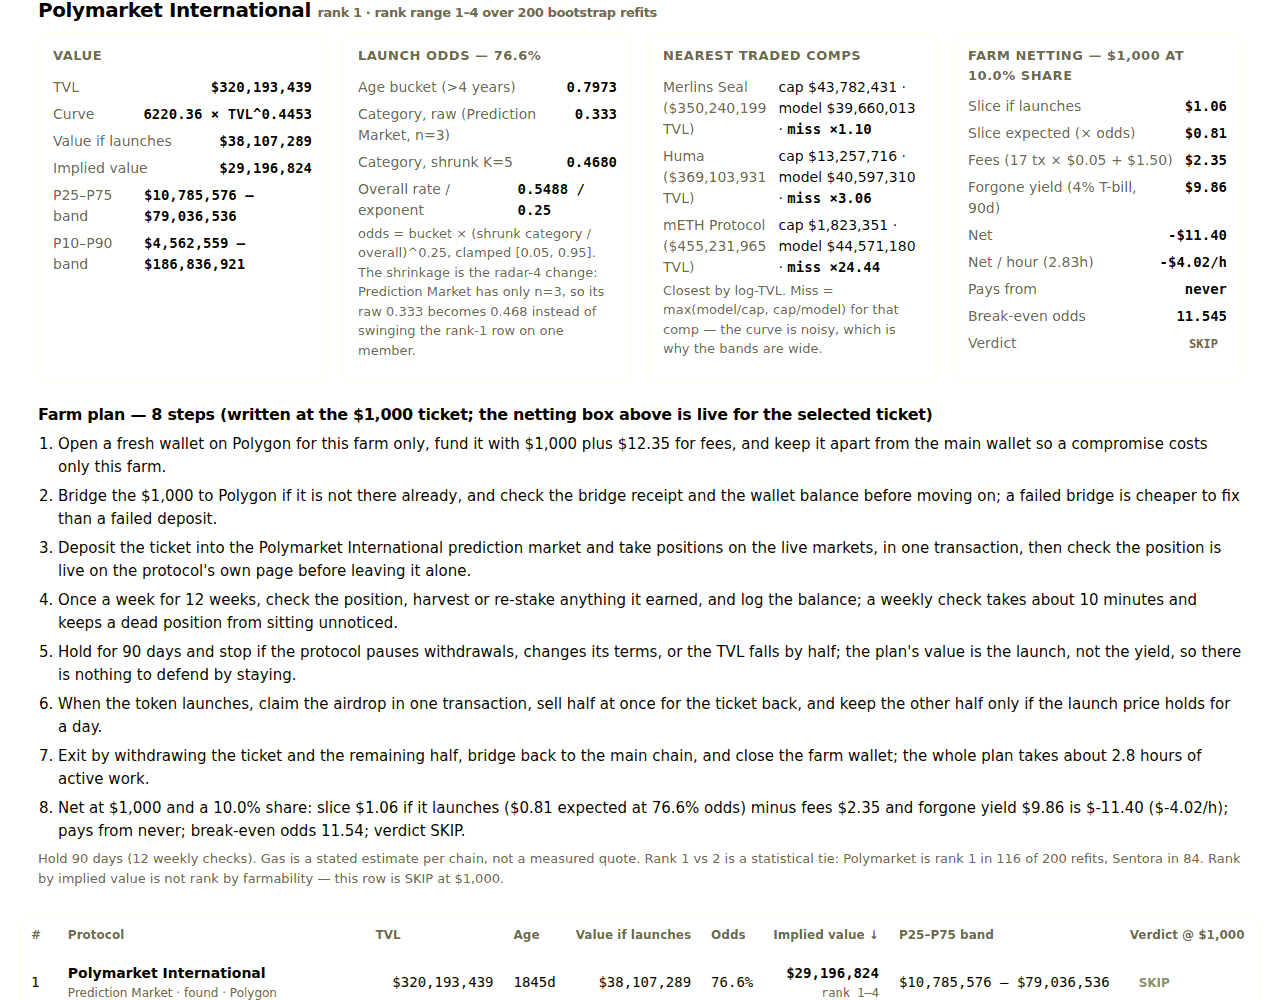 Polymarket International rank 1 · rank range 1–4 over 200 bootstrap refits
VALUE
TVL $320,193,439
Curve 6220.36 × TVL^0.4453
Value if launches $38,107,289
Implied value $29,196,824
P25–P75 $10,785,576 –
band $79,036,536
P10–P90 $4,562,559 –
band $186,836,921
LAUNCH ODDS — 76.6%
Age bucket (>4 years) 0.7973
Category, raw (Prediction 0.333
Market, n=3)
Category, shrunk K=5 0.4680
Overall rate / 0.5488 /
exponent 0.25
odds = bucket × (shrunk category /
overall)^0.25, clamped [0.05, 0.95].
The shrinkage is the radar-4 change:
Prediction Market has only n=3, so its
raw 0.333 becomes 0.468 instead of
swinging the rank-1 row on one
member.
NEAREST TRADED COMPS
Merlins Seal cap $43,782,431 ·
($350,240,199 model $39,660,013
TVL) · miss ×1.10
Huma cap $13,257,716 ·
($369,103,931 model $40,597,310
TVL) · miss ×3.06
mETH Protocol cap $1,823,351 ·
($455,231,965 model $44,571,180
TVL) · miss ×24.44
Closest by log-TVL. Miss =
max(model/cap, cap/model) for that
comp — the curve is noisy, which is
why the bands are wide.
FARM NETTING — $1,000 AT
10.0% SHARE
Slice if launches $1.06
Slice expected (× odds) $0.81
Fees (17 tx × $0.05 + $1.50) $2.35
Forgone yield (4% T-bill, $9.86
90d)
Net -$11.40
Net / hour (2.83h) -$4.02/h
Pays from never
Break-even odds 11.545
Verdict SKIP
Farm plan — 8 steps (written at the $1,000 ticket; the netting box above is live for the selected ticket)
1. Open a fresh wallet on Polygon for this farm only, fund it with $1,000 plus $12.35 for fees, and keep it apart from the main wallet so a compromise costs
only this farm.
2. Bridge the $1,000 to Polygon if it is not there already, and check the bridge receipt and the wallet balance before moving on; a failed bridge is cheaper to fix
than a failed deposit.
3. Deposit the ticket into the Polymarket International prediction market and take positions on the live markets, in one transaction, then check the position is
live on the protocol's own page before leaving it alone.
4. Once a week for 12 weeks, check the position, harvest or re-stake anything it earned, and log the balance; a weekly check takes about 10 minutes and
keeps a dead position from sitting unnoticed.
5. Hold for 90 days and stop if the protocol pauses withdrawals, changes its terms, or the TVL falls by half; the plan's value is the launch, not the yield, so there
is nothing to defend by staying.
6. When the token launches, claim the airdrop in one transaction, sell half at once for the ticket back, and keep the other half only if the launch price holds for
a day.
7. Exit by withdrawing the ticket and the remaining half, bridge back to the main chain, and close the farm wallet; the whole plan takes about 2.8 hours of
active work.
8. Net at $1,000 and a 10.0% share: slice $1.06 if it launches ($0.81 expected at 76.6% odds) minus fees $2.35 and forgone yield $9.86 is $-11.40 ($-4.02/h);
pays from never; break-even odds 11.54; verdict SKIP.
Hold 90 days (12 weekly checks). Gas is a stated estimate per chain, not a measured quote. Rank 1 vs 2 is a statistical tie: Polymarket is rank 1 in 116 of 200 refits, Sentora in 84. Rank
by implied value is not rank by farmability — this row is SKIP at $1,000.
# Protocol TVL Age Value if launches Odds Implied value ↓ P25–P75 band Verdict @ $1,000
1 Polymarket International $320,193,439 1845d $38,107,289 76.6% $29,196,824 $10,785,576 – $79,036,536 SKIP
Prediction Market · found · Polygon rank 1–4